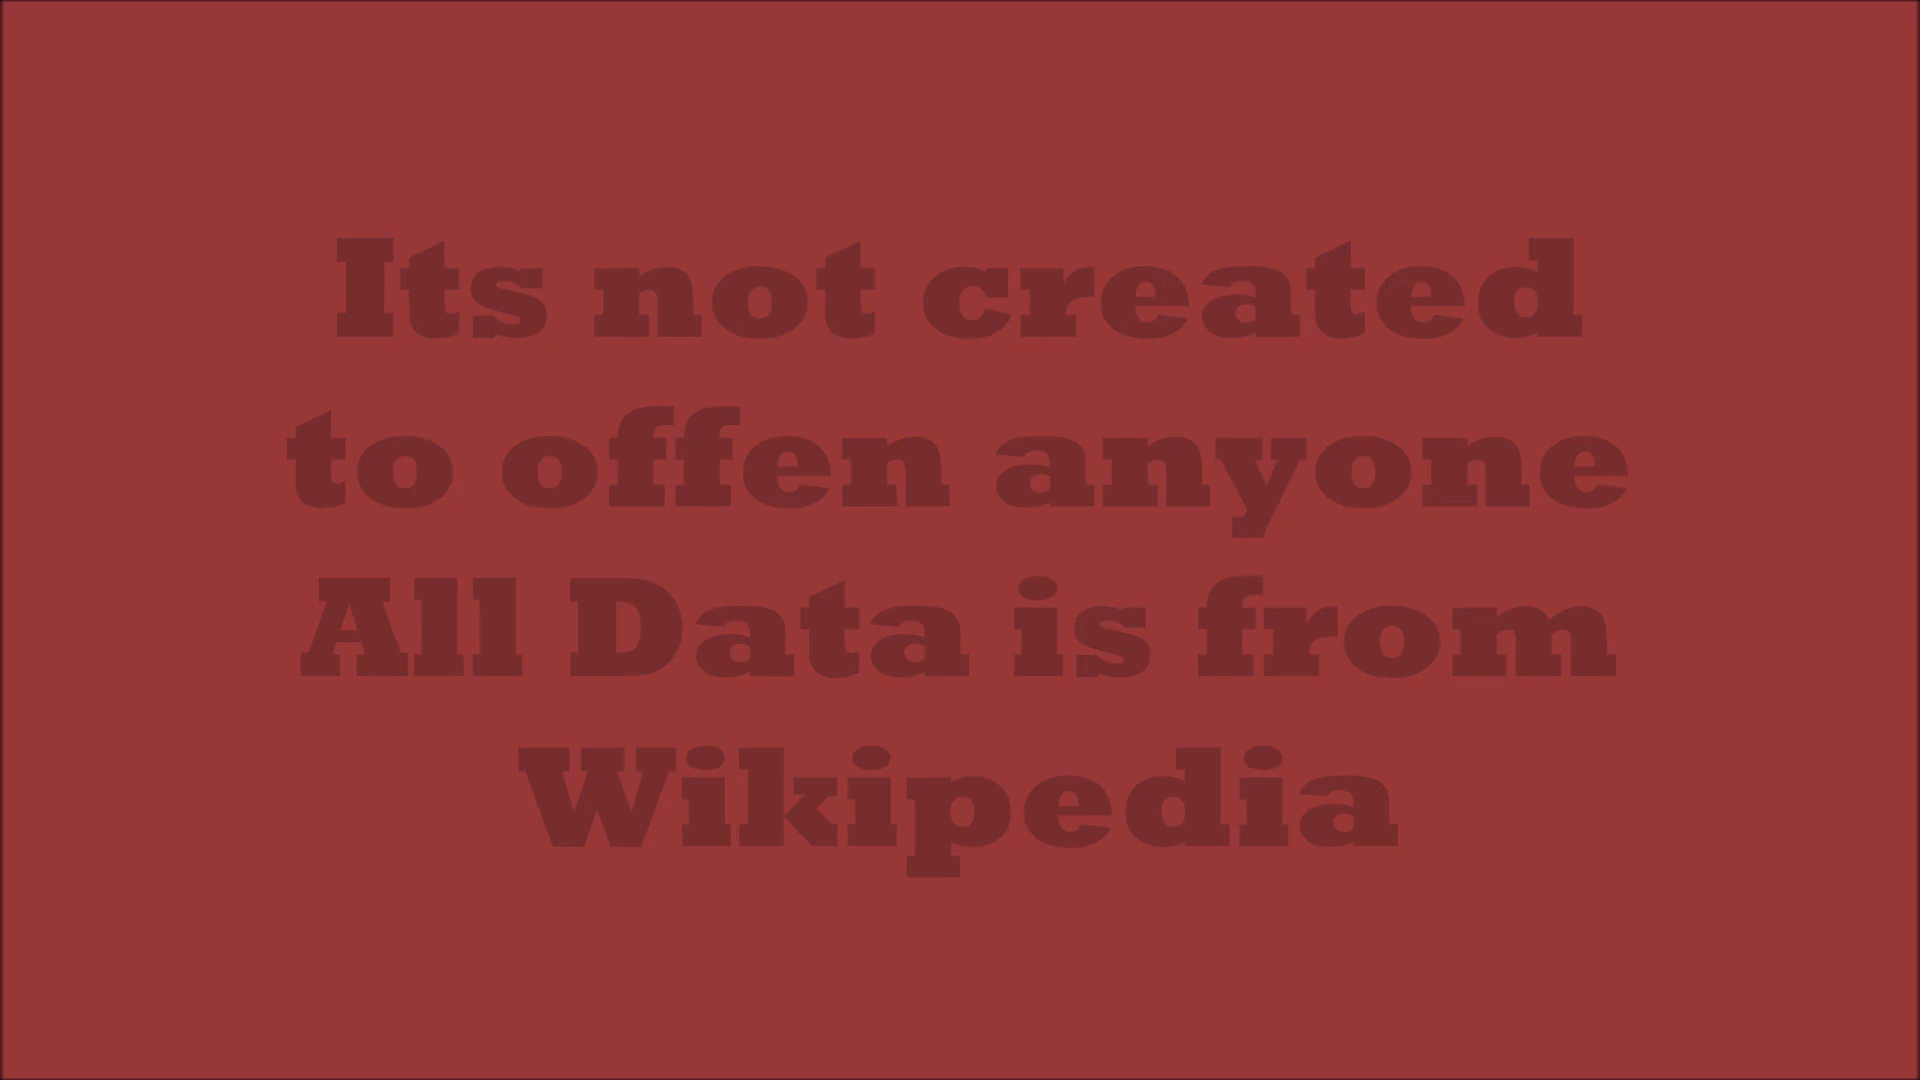 Its not created
to offen anyone
All Data is from
Wikipedia